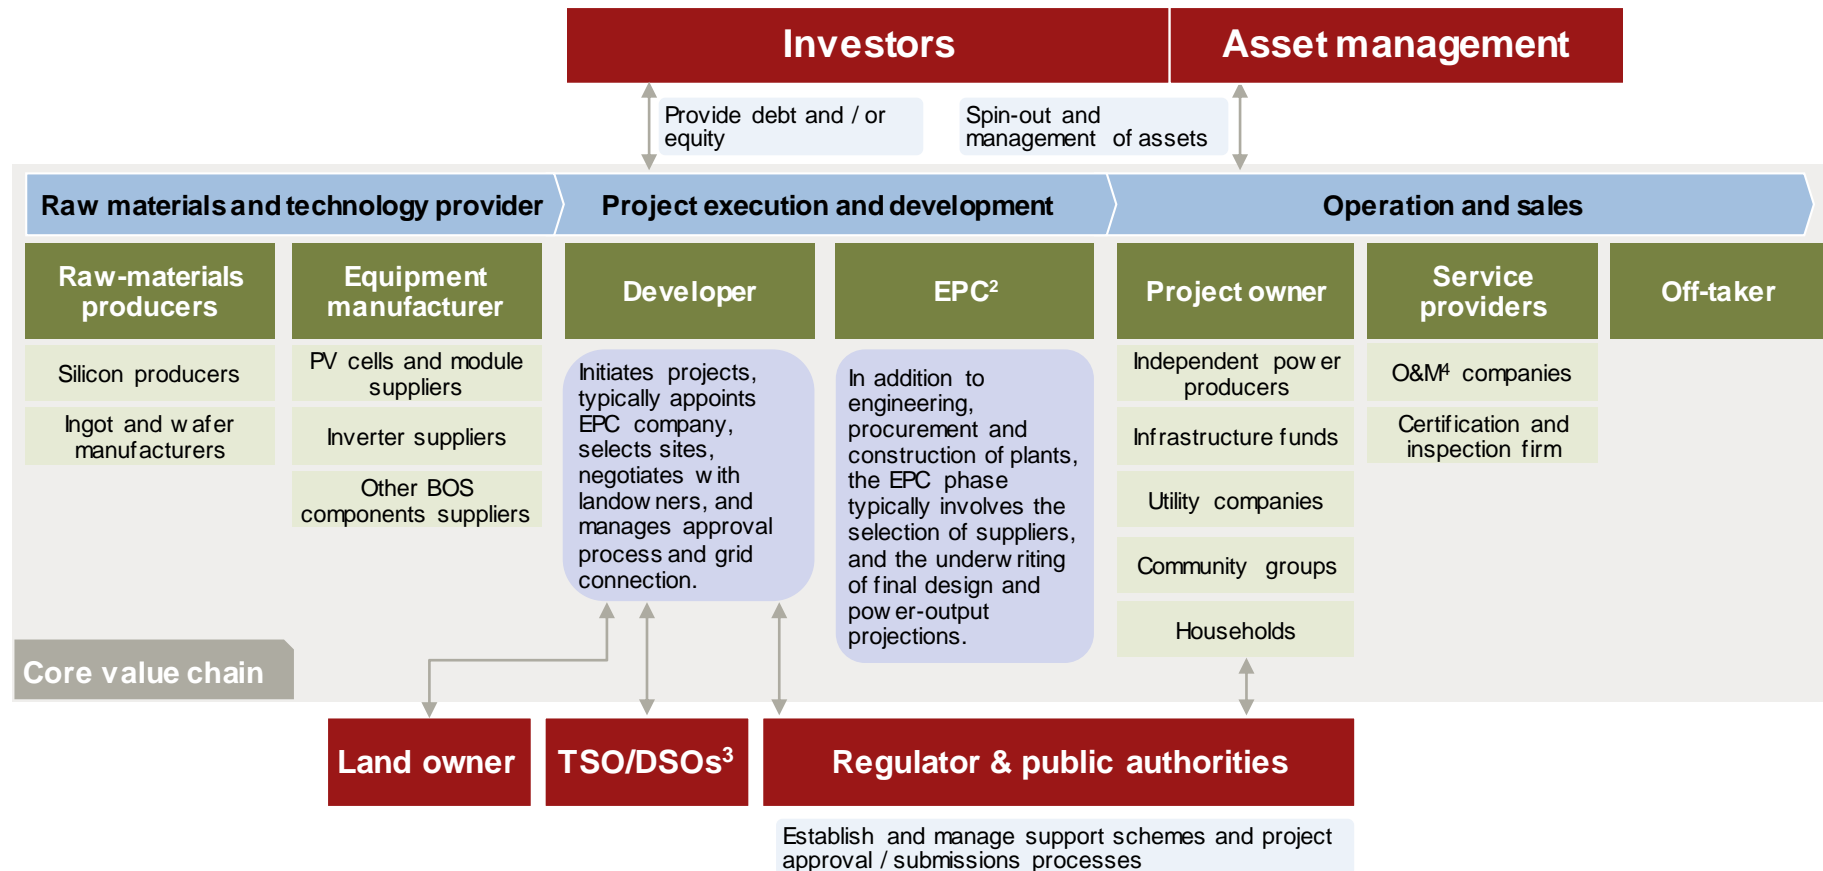 Investors
Asset management
Provide debt and / or
equity
Spin-out and
management of assets
Raw materials and technology provider
Project execution and development
Operation and sales
Raw-materials
producers
Equipment
manufacturer
Developer
EPC²
Project owner
Service
providers
Off-taker
Silicon producers
Ingot and wafer
manufacturers
PV cells and module
suppliers
Inverter suppliers
Other BOS
components suppliers
Initiates projects,
typically appoints
EPC company,
selects sites,
negotiates with
landowners, and
manages approval
process and grid
connection.
In addition to
engineering,
procurement and
construction of plants,
the EPC phase
typically involves the
selection of suppliers,
and the underwriting
of final design and
power-output
projections.
Independent power
producers
Infrastructure funds
Utility companies
Community groups
Households
O&M⁴ companies
Certification and
inspection firm
Core value chain
Land owner
TSO/DSOs³
Regulator & public authorities
Establish and manage support schemes and project
approval / submissions processes